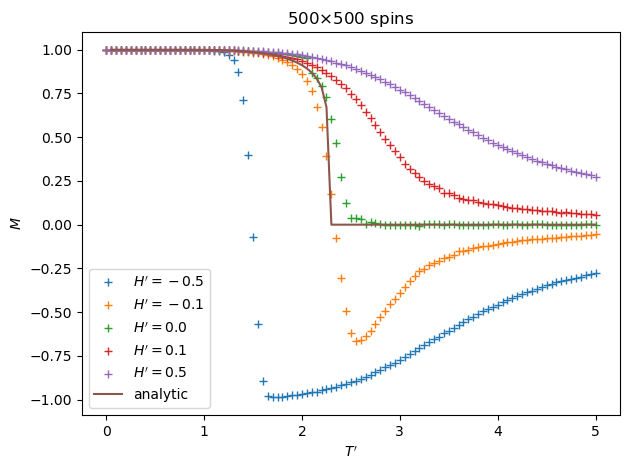 500×500 spins
M
1.00
0.75
0.50
0.25
0.00
−0.25
−0.50
−0.75
−1.00
H′ = −0.5
H′ = −0.1
H′ = 0.0
H′ = 0.1
H′ = 0.5
analytic
0 1 2 3 4 5
T′